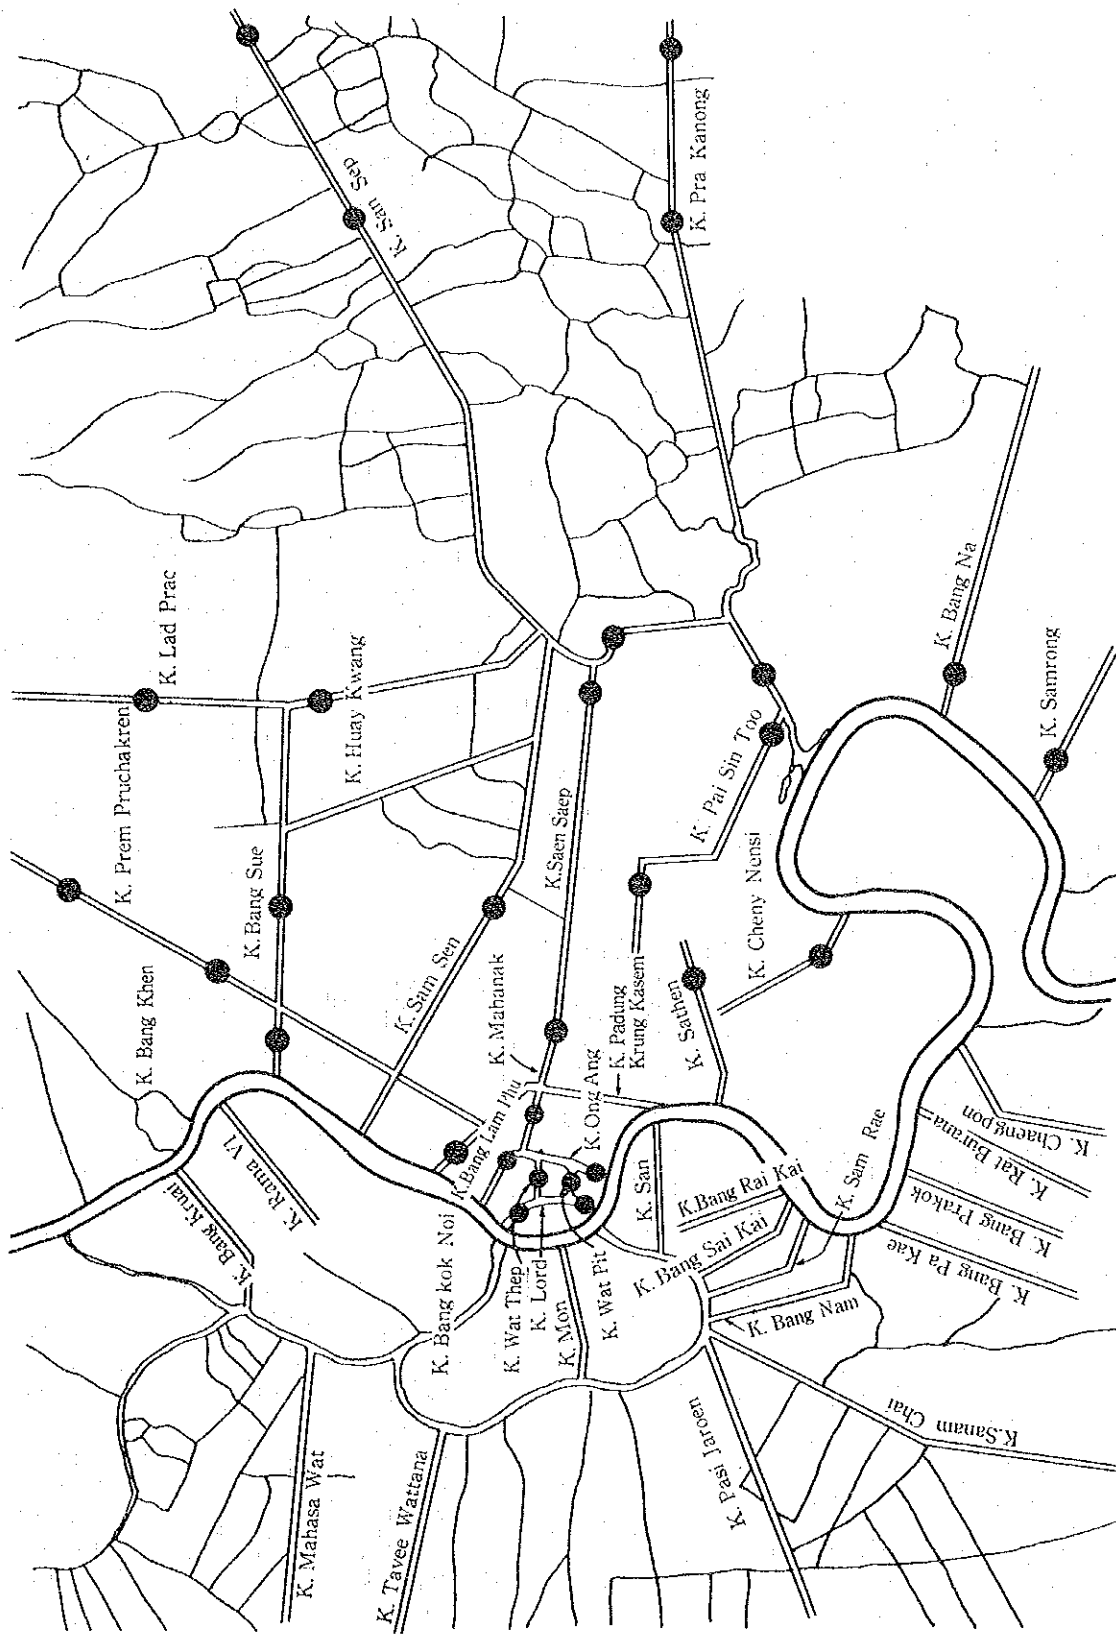 K. San Sep
K. Pra Kanong
K. Lad Prac
K. Prem Pruchakren
K. Huay Kwang
K. Bang Na
K. Samrong
K. Bang Sue
K. Pai Sin Too
K.Saen Saep
K. Cheny Nensi
K. Bang Khen
K. Sam Sen
K. Mahanak
K. Padung
Krung Kasem
K. Sathen
K.Bang Lam Phu
K. Ong Ang
K. Rama VI
K. Bang Kruai
K. San
K.Bang Rai Kai
K. Sam Rae
K. Chaengpon
K. Rat Burana
K. Bang Prakok
K. Bang Pa Kae
K. Bang kok Noi
K. Wat Thep
K. Lord
K. Mon
K. Wat Pit
K. Bang Sai Kai
K. Bang Nam
K. Mahasa Wat
K. Tavee Wattana
K. Pasi Jaroen
K.Sanam Chai